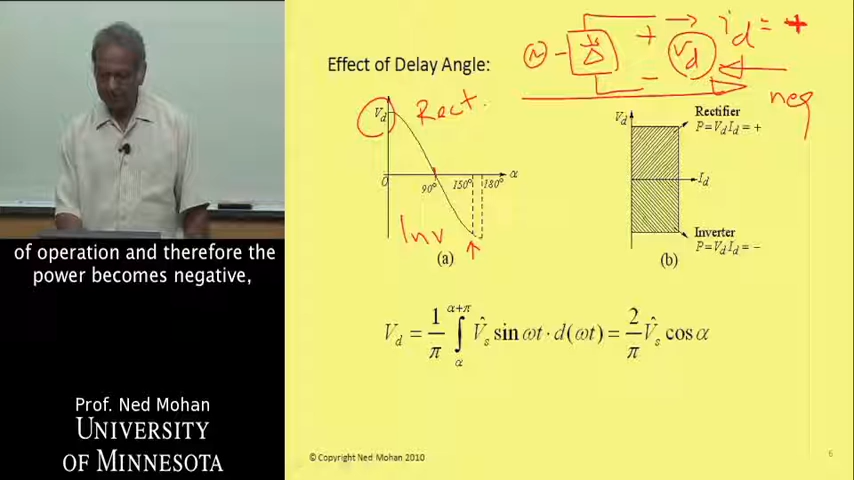 Effect of Delay Angle:
N
+
Vd
-
id = +
neg
Vd
Rect.
0
90°
150°
180°
α
Inv
(a)
Vd
Rectifier
P=VdId=+
Id
Inverter
P=VdId=-
(b)
Vd = 1/π ∫α^α+π V̂s sin ωt · d(ωt) = 2/π V̂s cos α
of operation and therefore the
power becomes negative,
Prof. Ned Mohan
UNIVERSITY
OF MINNESOTA
© Copyright Ned Mohan 2010
6